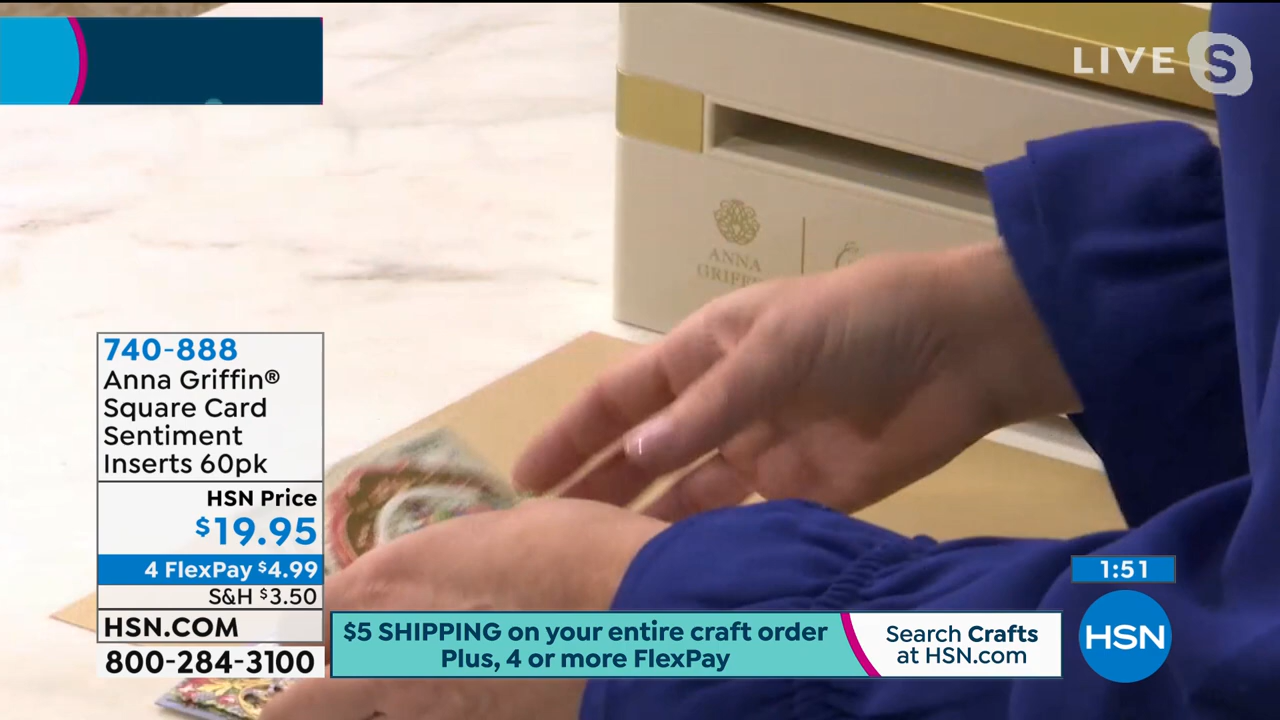 LIVE S
ANNA
740-888
Anna Griffin®
Square Card
Sentiment
Inserts 60pk
HSN Price
$19.95
4 FlexPay $4.99
S&H $3.50
HSN.COM
800-284-3100
$5 SHIPPING on your entire craft order
Plus, 4 or more FlexPay
Search Crafts
at HSN.com
1:51
HSN